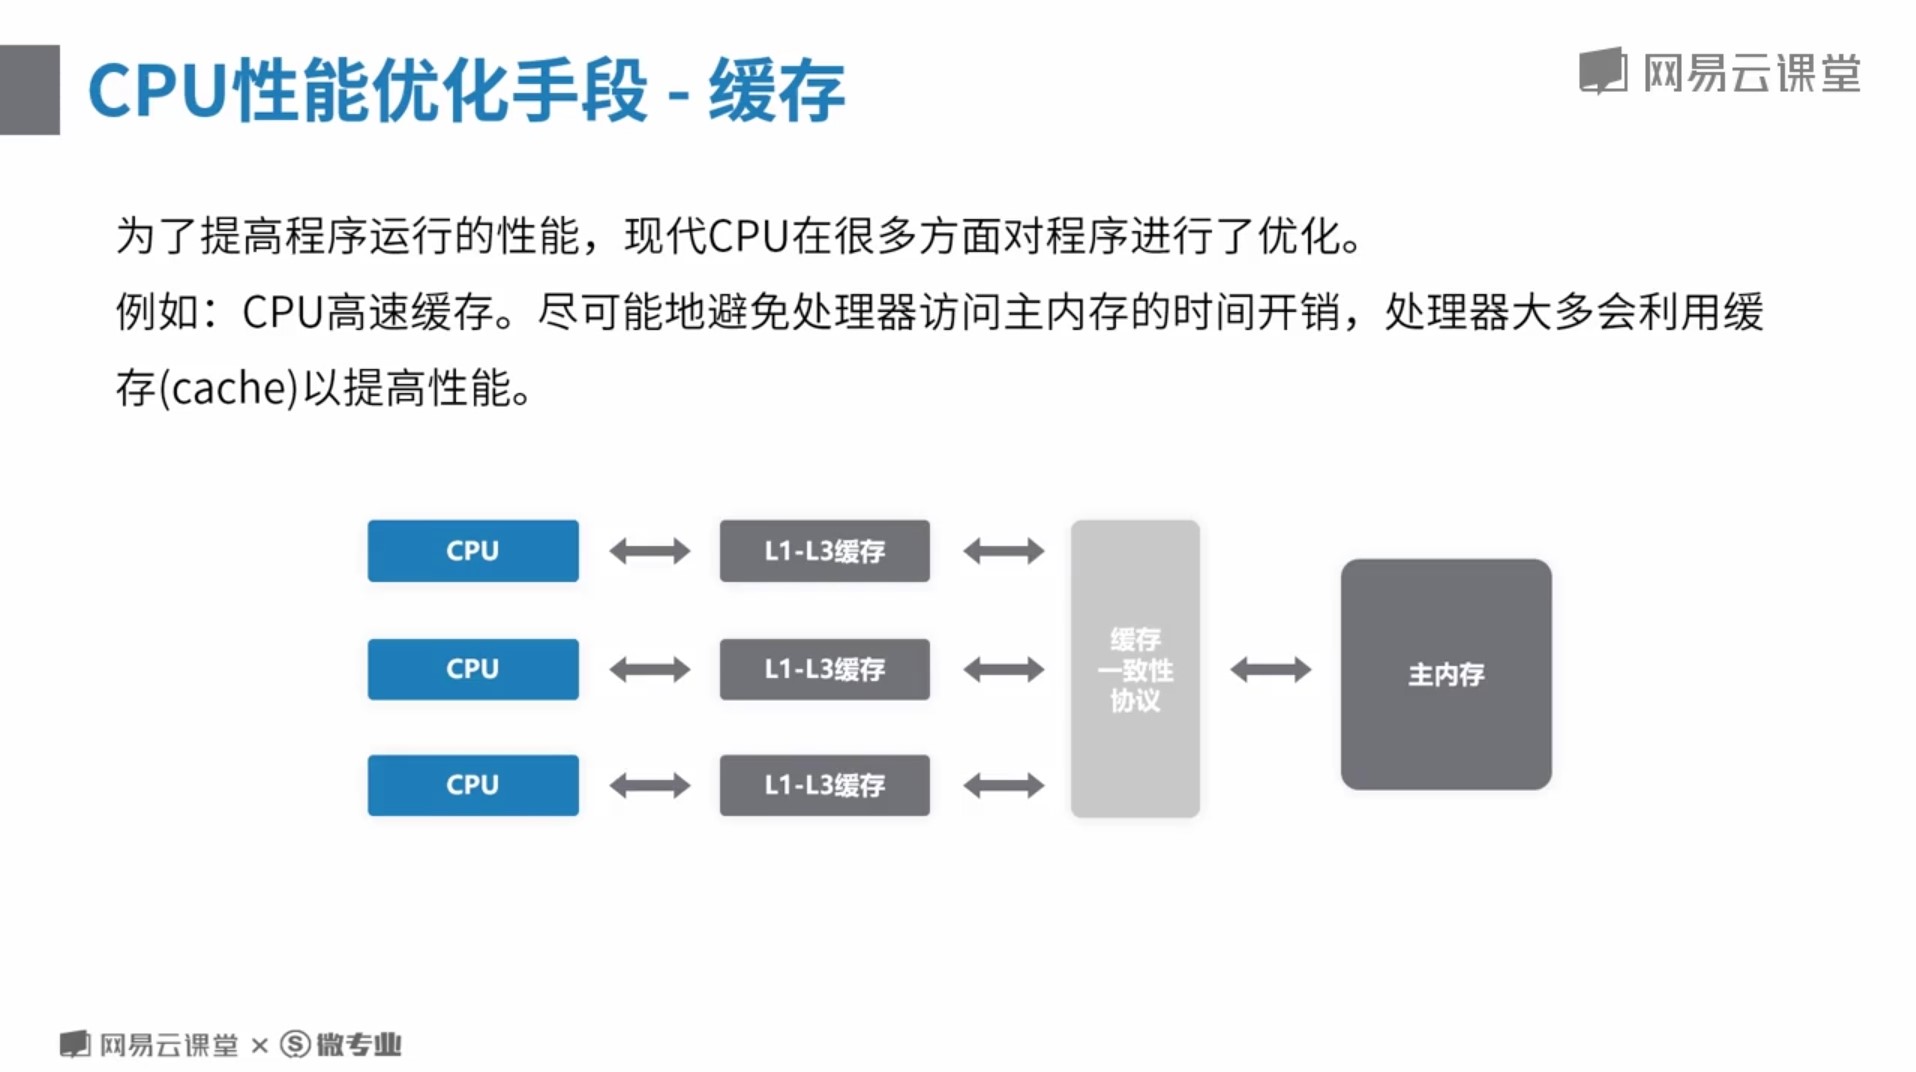 CPU性能优化手段 - 缓存
网易云课堂
为了提高程序运行的性能，现代CPU在很多方面对程序进行了优化。
例如：CPU高速缓存。尽可能地避免处理器访问主内存的时间开销，处理器大多会利用缓
存(cache)以提高性能。
CPU
L1-L3缓存
CPU
L1-L3缓存
CPU
L1-L3缓存
缓存
一致性
协议
主内存
网易云课堂 × Ⓢ 微专业